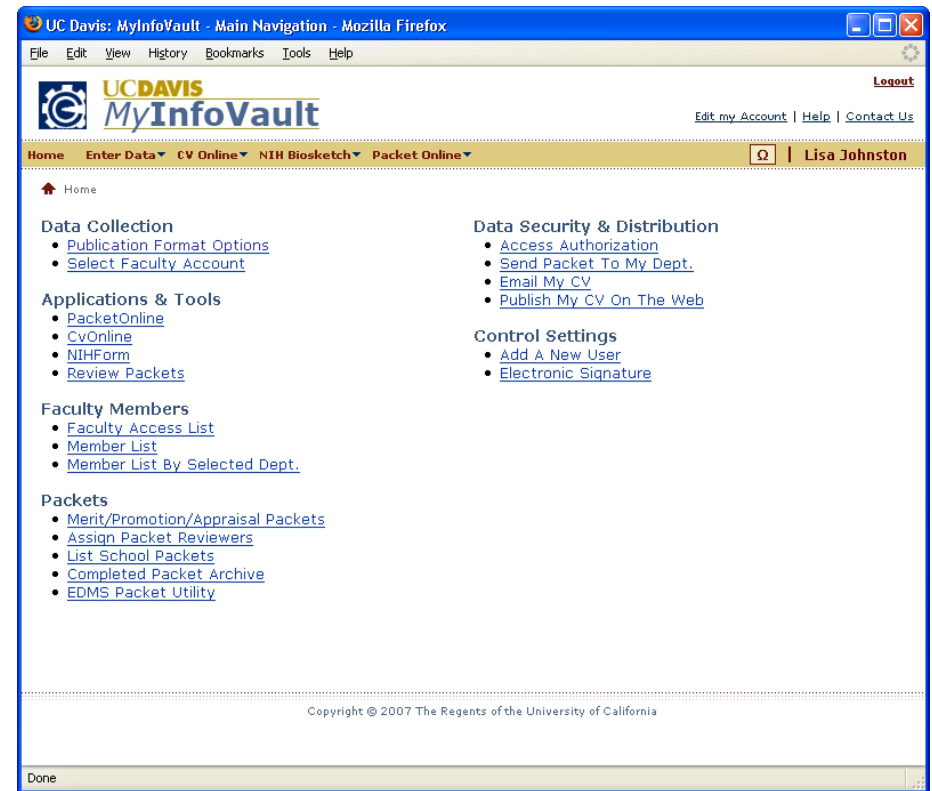 UC Davis: MyInfoVault - Main Navigation - Mozilla Firefox
File Edit View History Bookmarks Tools Help
Logout
UCDAVIS
MyInfoVault
Edit my Account | Help | Contact Us
Home Enter Data CV Online NIH Biosketch Packet Online Ω | Lisa Johnston
Home
Data Collection
Publication Format Options
Select Faculty Account
Applications & Tools
PacketOnline
CvOnline
NIHForm
Review Packets
Faculty Members
Faculty Access List
Member List
Member List By Selected Dept.
Packets
Merit/Promotion/Appraisal Packets
Assign Packet Reviewers
List School Packets
Completed Packet Archive
EDMS Packet Utility
Data Security & Distribution
Access Authorization
Send Packet To My Dept.
Email My CV
Publish My CV On The Web
Control Settings
Add A New User
Electronic Signature
Copyright © 2007 The Regents of the University of California
Done